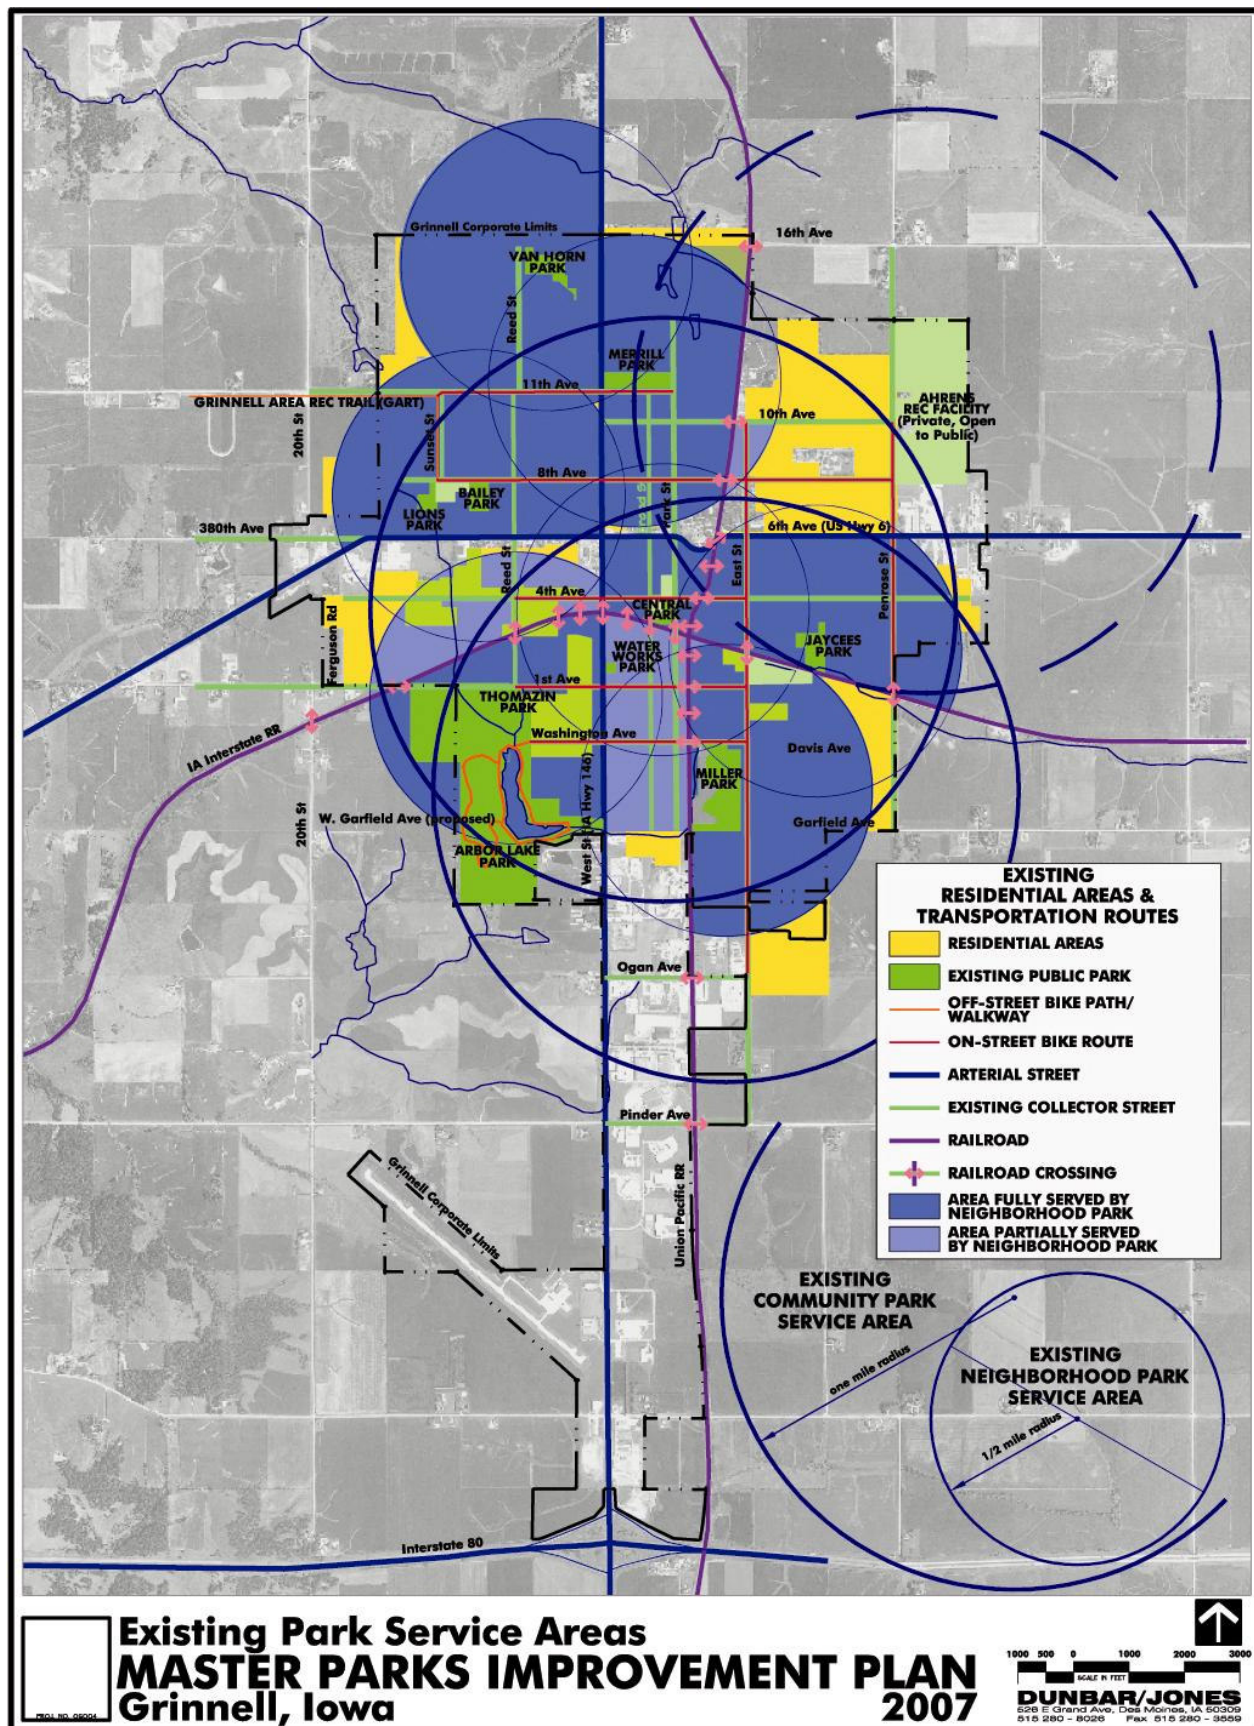 Grinnell Corporate Limits
16th Ave
VAN HORN
PARK
Reed St
MERRILL
PARK
11th Ave
GRINNELL AREA REC TRAIL (GART)
AHRENS
REC FACILITY
(Private, Open
to Public)
10th Ave
20th St
Sunset St
8th Ave
BAILEY
PARK
LIONS
PARK
Park St
380th Ave
6th Ave (US Hwy 6)
Reed St
East St
Penrose St
4th Ave
CENTRAL
PARK
Ferguson Rd
WATER
WORKS
PARK
JAYCEES
PARK
1st Ave
THOMAZIN
PARK
IA Interstate RR
Washington Ave
Davis Ave
MILLER
PARK
20th St
W. Garfield Ave (proposed)
Garfield Ave
ARBOR LAKE
PARK
West St (IA Hwy 146)
Ogan Ave
Pinder Ave
Grinnell Corporate Limits
Union Pacific RR
Interstate 80
EXISTING
RESIDENTIAL AREAS &
TRANSPORTATION ROUTES
RESIDENTIAL AREAS
EXISTING PUBLIC PARK
OFF-STREET BIKE PATH/
WALKWAY
ON-STREET BIKE ROUTE
ARTERIAL STREET
EXISTING COLLECTOR STREET
RAILROAD
RAILROAD CROSSING
AREA FULLY SERVED BY
NEIGHBORHOOD PARK
AREA PARTIALLY SERVED
BY NEIGHBORHOOD PARK
EXISTING
COMMUNITY PARK
SERVICE AREA
one mile radius
EXISTING
NEIGHBORHOOD PARK
SERVICE AREA
1/2 mile radius
Existing Park Service Areas
MASTER PARKS IMPROVEMENT PLAN
Grinnell, Iowa 2007
1000 500 0 1000 2000 3000
SCALE IN FEET
DUNBAR/JONES
526 E Grand Ave, Des Moines, IA 50309
515 280 - 8026 Fax 515 280 - 3559
PROJ. NO. 06004